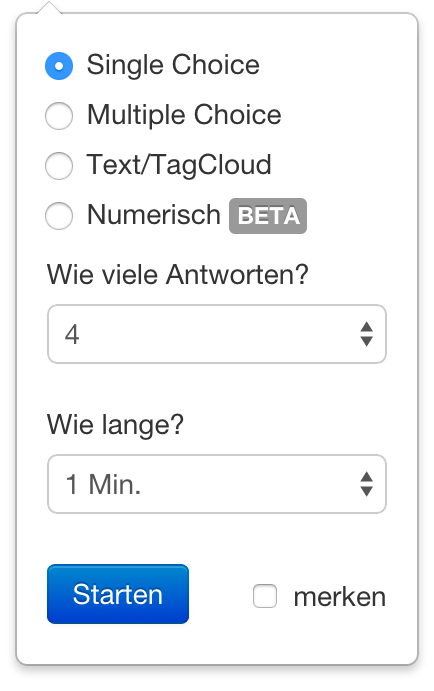 Single Choice
Multiple Choice
Text/TagCloud
Numerisch BETA
Wie viele Antworten?
4
Wie lange?
1 Min.
Starten merken